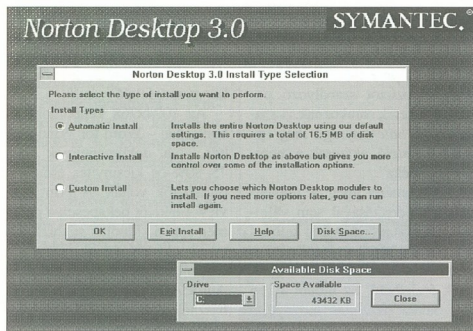 Norton Desktop 3.0
SYMANTEC.®
Norton Desktop 3.0 Install Type Selection
Please select the type of install you want to perform.
Install Types
Automatic Install
Installs the entire Norton Desktop using our default
settings. This requires a total of 16.5 MB of disk
space.
Interactive Install
Installs Norton Desktop as above but gives you more
control over some of the installation options.
Custom Install
Lets you choose which Norton Desktop modules to
install. If you need more options later, you can run
install again.
OK
Exit Install
Help
Disk Space...
Available Disk Space
Drive
C:
Space Available
43432 KB
Close